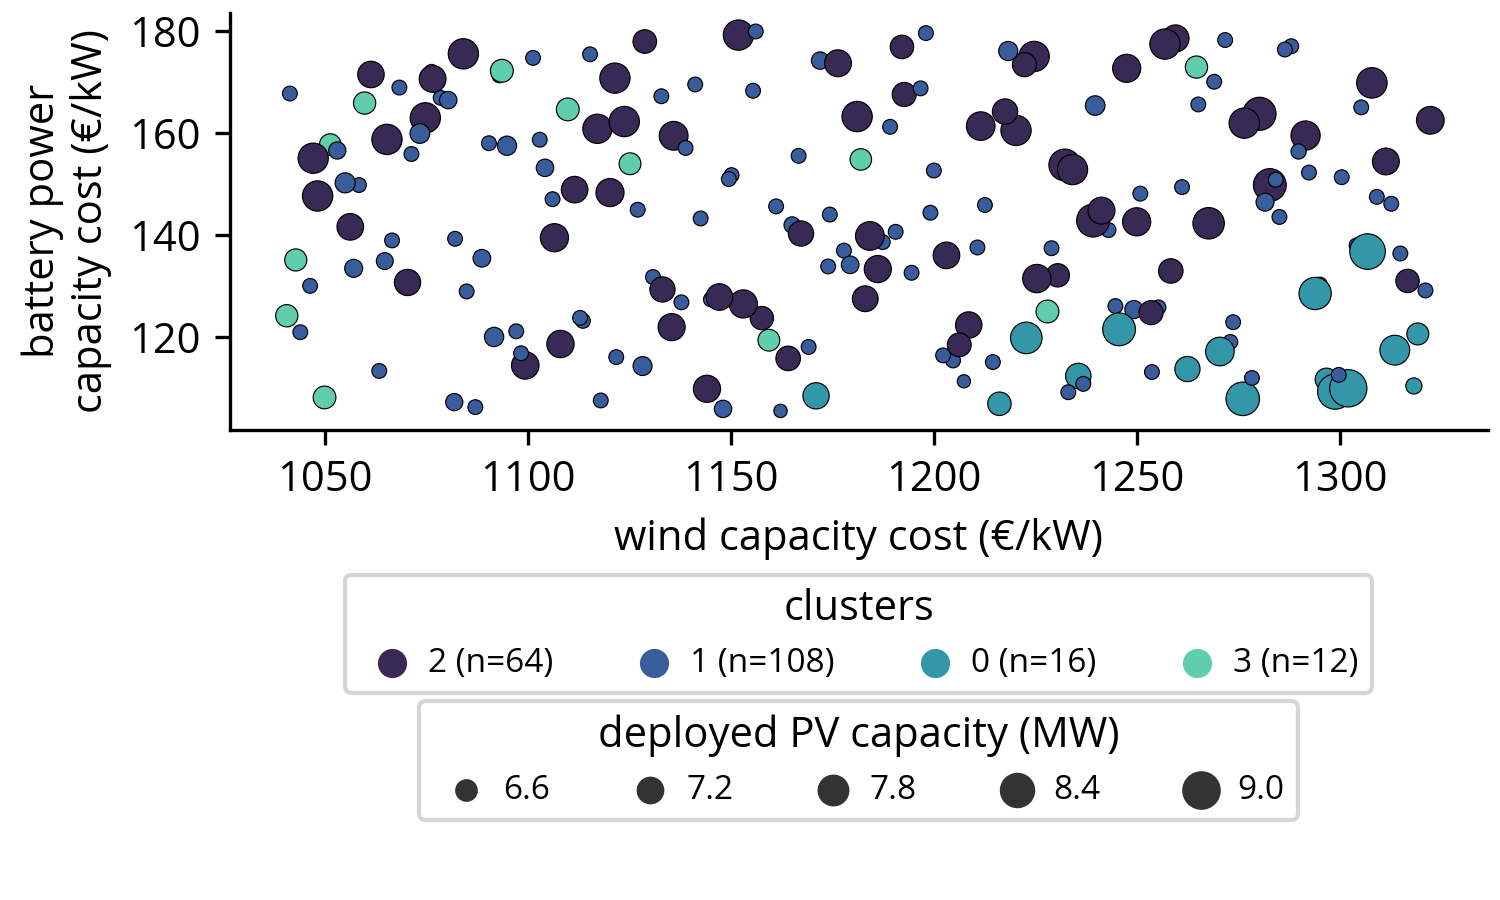 180
160
140
120
battery power
capacity cost (€/kW)
1050 1100 1150 1200 1250 1300
wind capacity cost (€/kW)
clusters
2 (n=64) 1 (n=108) 0 (n=16) 3 (n=12)
deployed PV capacity (MW)
6.6 7.2 7.8 8.4 9.0